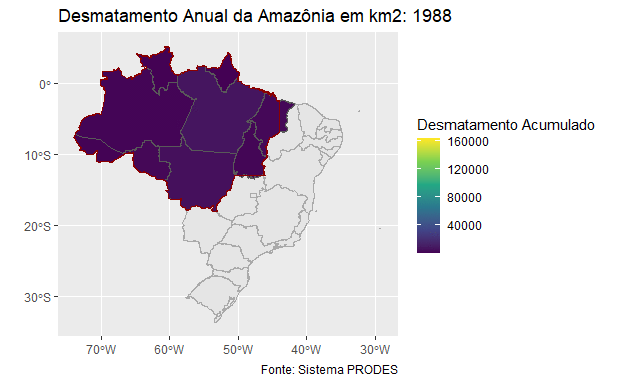 Desmatamento Anual da Amazônia em km2: 1988
0°
10°S
20°S
30°S
70°W 60°W 50°W 40°W 30°W
Desmatamento Acumulado
160000
120000
80000
40000
Fonte: Sistema PRODES